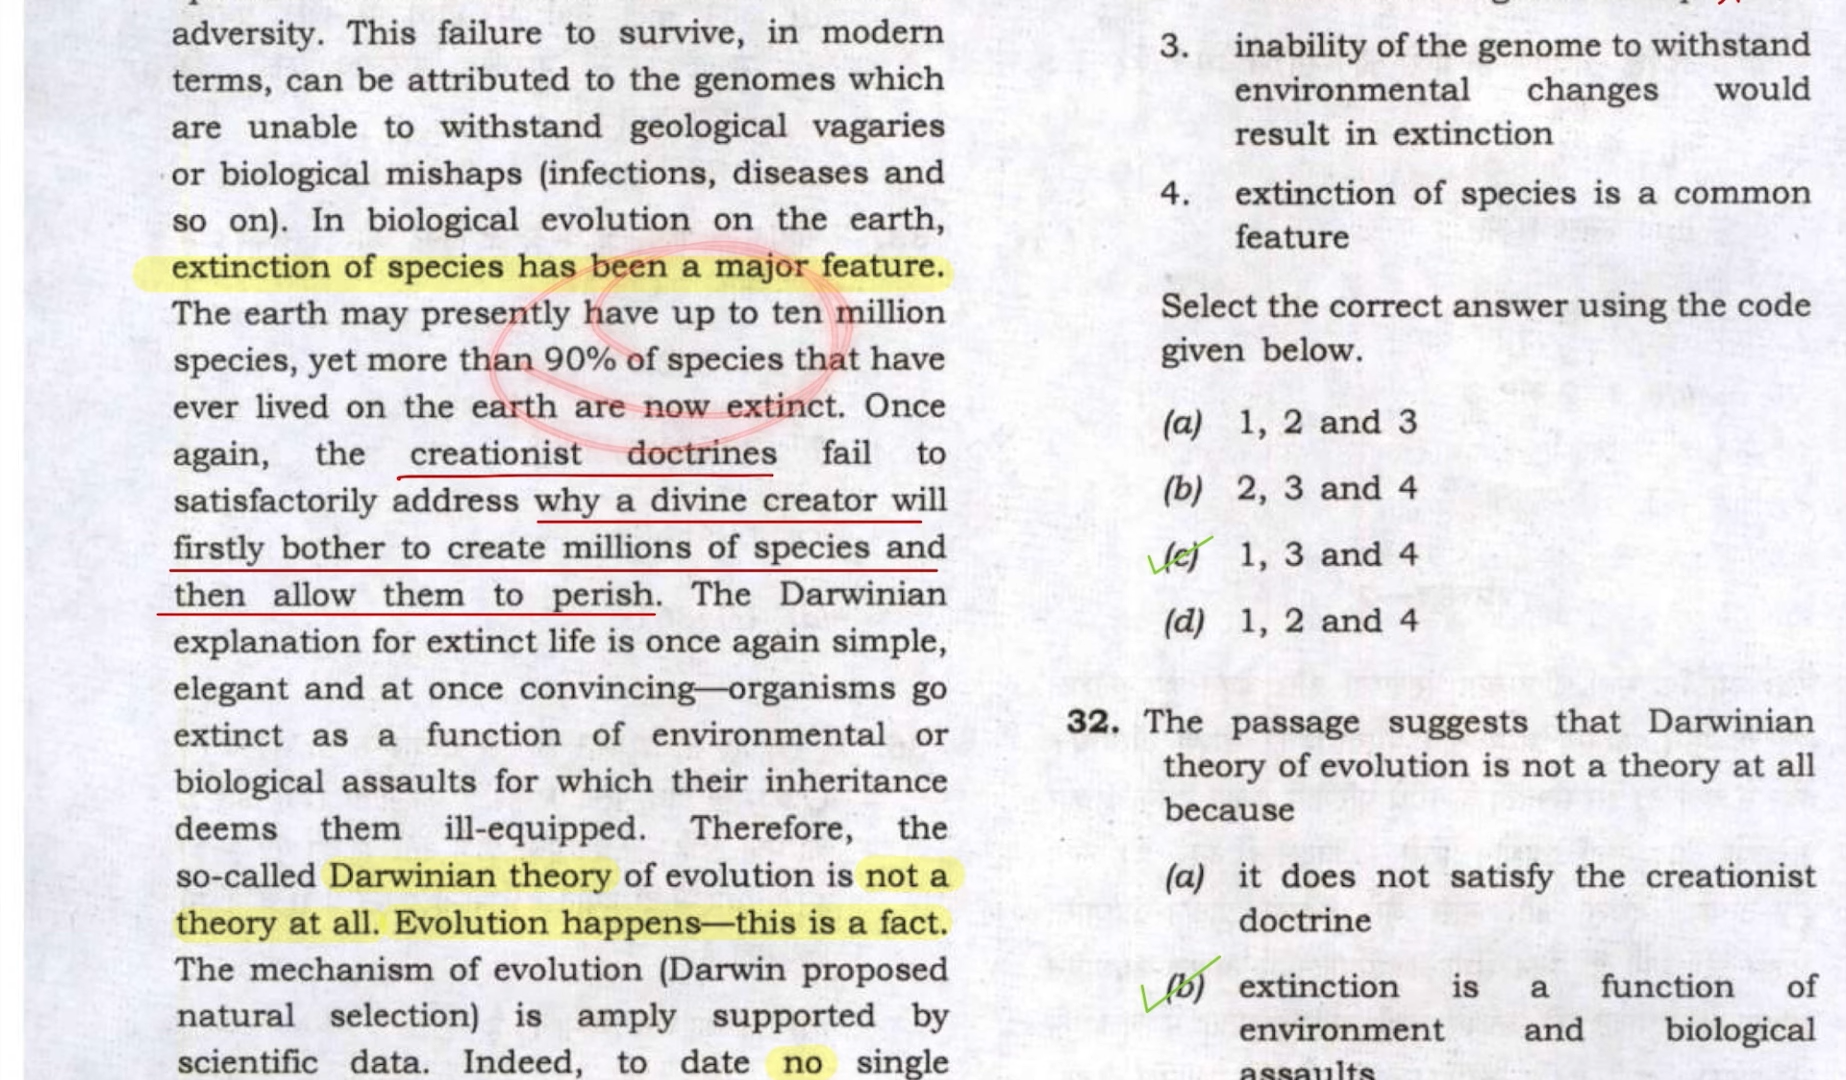 adversity. This failure to survive, in modern
terms, can be attributed to the genomes which
are unable to withstand geological vagaries
or biological mishaps (infections, diseases and
so on). In biological evolution on the earth,
extinction of species has been a major feature.
The earth may presently have up to ten million
species, yet more than 90% of species that have
ever lived on the earth are now extinct. Once
again, the creationist doctrines fail to
satisfactorily address why a divine creator will
firstly bother to create millions of species and
then allow them to perish. The Darwinian
explanation for extinct life is once again simple,
elegant and at once convincing—organisms go
extinct as a function of environmental or
biological assaults for which their inheritance
deems them ill-equipped. Therefore, the
so-called Darwinian theory of evolution is not a
theory at all. Evolution happens—this is a fact.
The mechanism of evolution (Darwin proposed
natural selection) is amply supported by
scientific data. Indeed, to date no single
3. inability of the genome to withstand
environmental changes would
result in extinction
4. extinction of species is a common
feature
Select the correct answer using the code
given below.
(a) 1, 2 and 3
(b) 2, 3 and 4
(c) 1, 3 and 4
(d) 1, 2 and 4
32. The passage suggests that Darwinian
theory of evolution is not a theory at all
because
(a) it does not satisfy the creationist
doctrine
(b) extinction is a function of
environment and biological
assaults